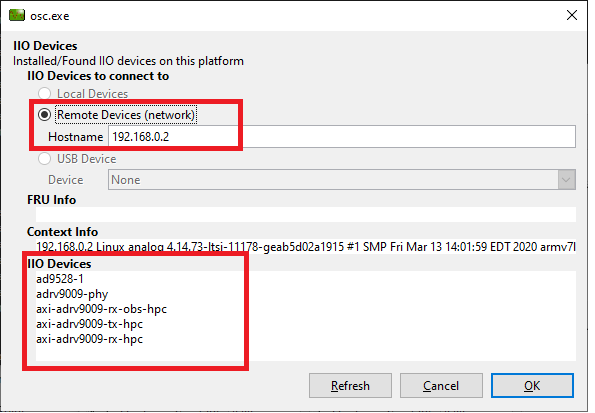 osc.exe
IIO Devices
Installed/Found IIO devices on this platform
IIO Devices to connect to
Local Devices
Remote Devices (network)
Hostname 192.168.0.2
USB Device
Device None
FRU Info
Context Info
192.168.0.2 Linux analog 4.14.73-ltsi-11178-geab5d02a1915 #1 SMP Fri Mar 13 14:01:59 EDT 2020 armv7l
IIO Devices
ad9528-1
adrv9009-phy
axi-adrv9009-rx-obs-hpc
axi-adrv9009-tx-hpc
axi-adrv9009-rx-hpc
Refresh Cancel OK